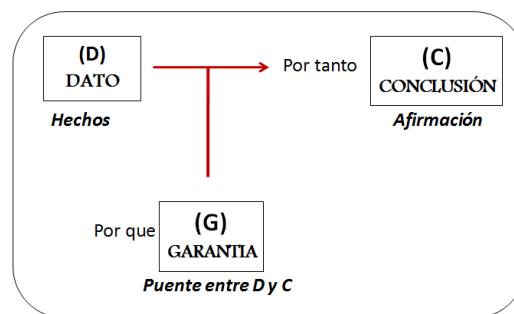 (D)
DATO
Hechos
Por tanto
(C)
CONCLUSIÓN
Afirmación
Por que
(G)
GARANTIA
Puente entre D y C